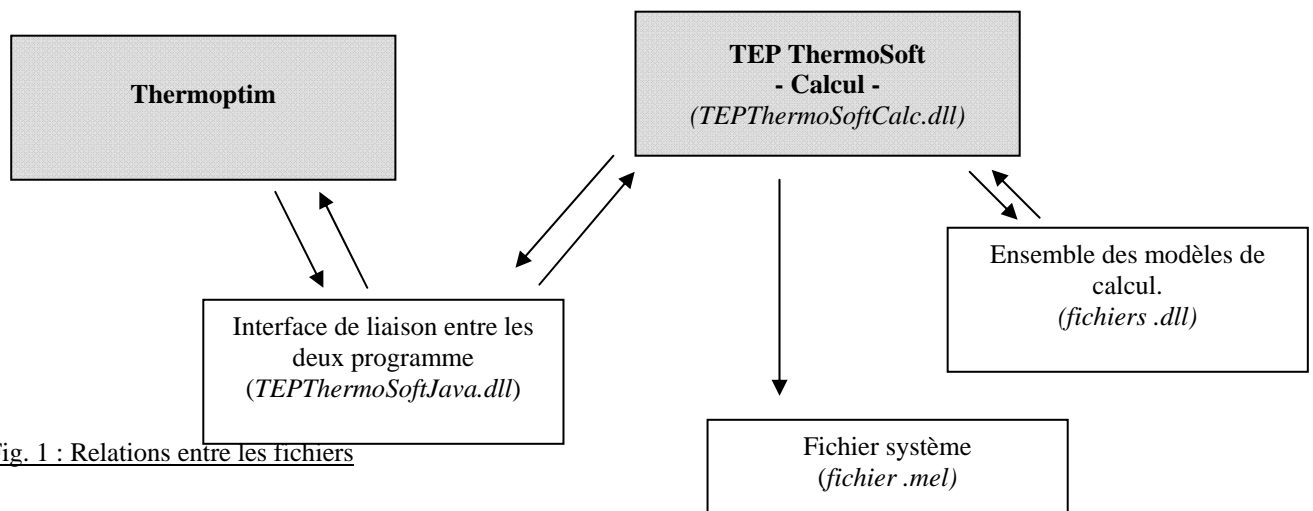 Thermoptim
TEP ThermoSoft
- Calcul -
(TEPThermoSoftCalc.dll)
Interface de liaison entre les
deux programme
(TEPThermoSoftJava.dll)
Ensemble des modèles de
calcul.
(fichiers .dll)
Fichier système
(fichier .mel)
ig. 1 : Relations entre les fichiers